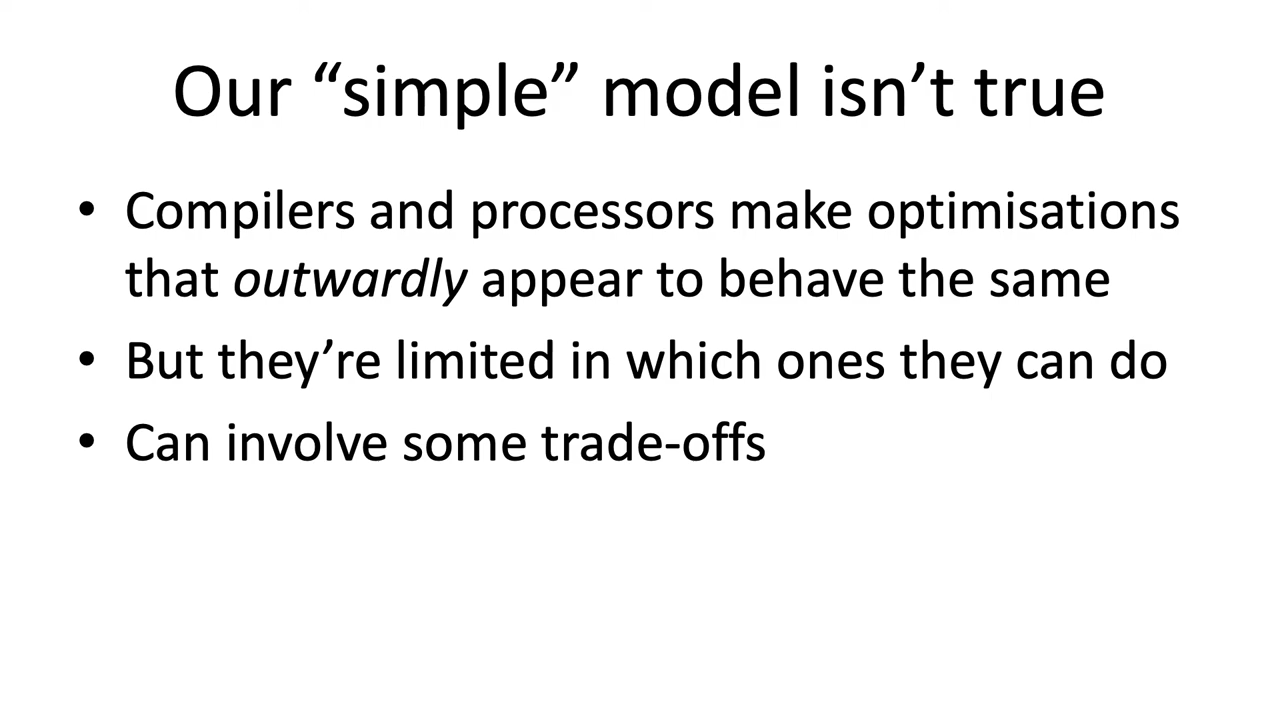 Our “simple” model isn’t true
• Compilers and processors make optimisations
that outwardly appear to behave the same
• But they’re limited in which ones they can do
• Can involve some trade-offs